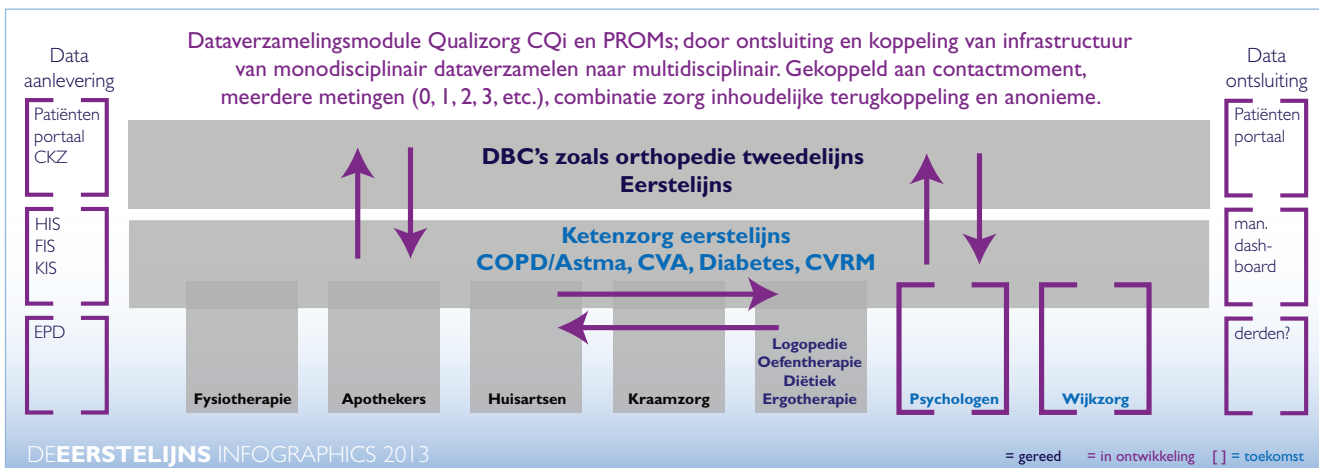 Dataverzamelingsmodule Qualizorg CQi en PROMs; door ontsluiting en koppeling van infrastructuur
van monodisciplinair dataverzamelen naar multidisciplinair. Gekoppeld aan contactmoment,
meerdere metingen (0, 1, 2, 3, etc.), combinatie zorg inhoudelijke terugkoppeling en anonieme.
Data
aanlevering
Patiënten
portaal
CKZ
HIS
FIS
KIS
EPD
DBC’s zoals orthopedie tweedelijns
Eerstelijns
Ketenzorg eerstelijns
COPD/Astma, CVA, Diabetes, CVRM
Fysiotherapie
Apothekers
Huisartsen
Kraamzorg
Logopedie
Oefentherapie
Diëtiek
Ergotherapie
Psychologen
Wijkzorg
Data
ontsluiting
Patiënten
portaal
man.
dash-
board
derden?
DEEERSTELIJNS INFOGRAPHICS 2013
= gereed = in ontwikkeling [ ] = toekomst